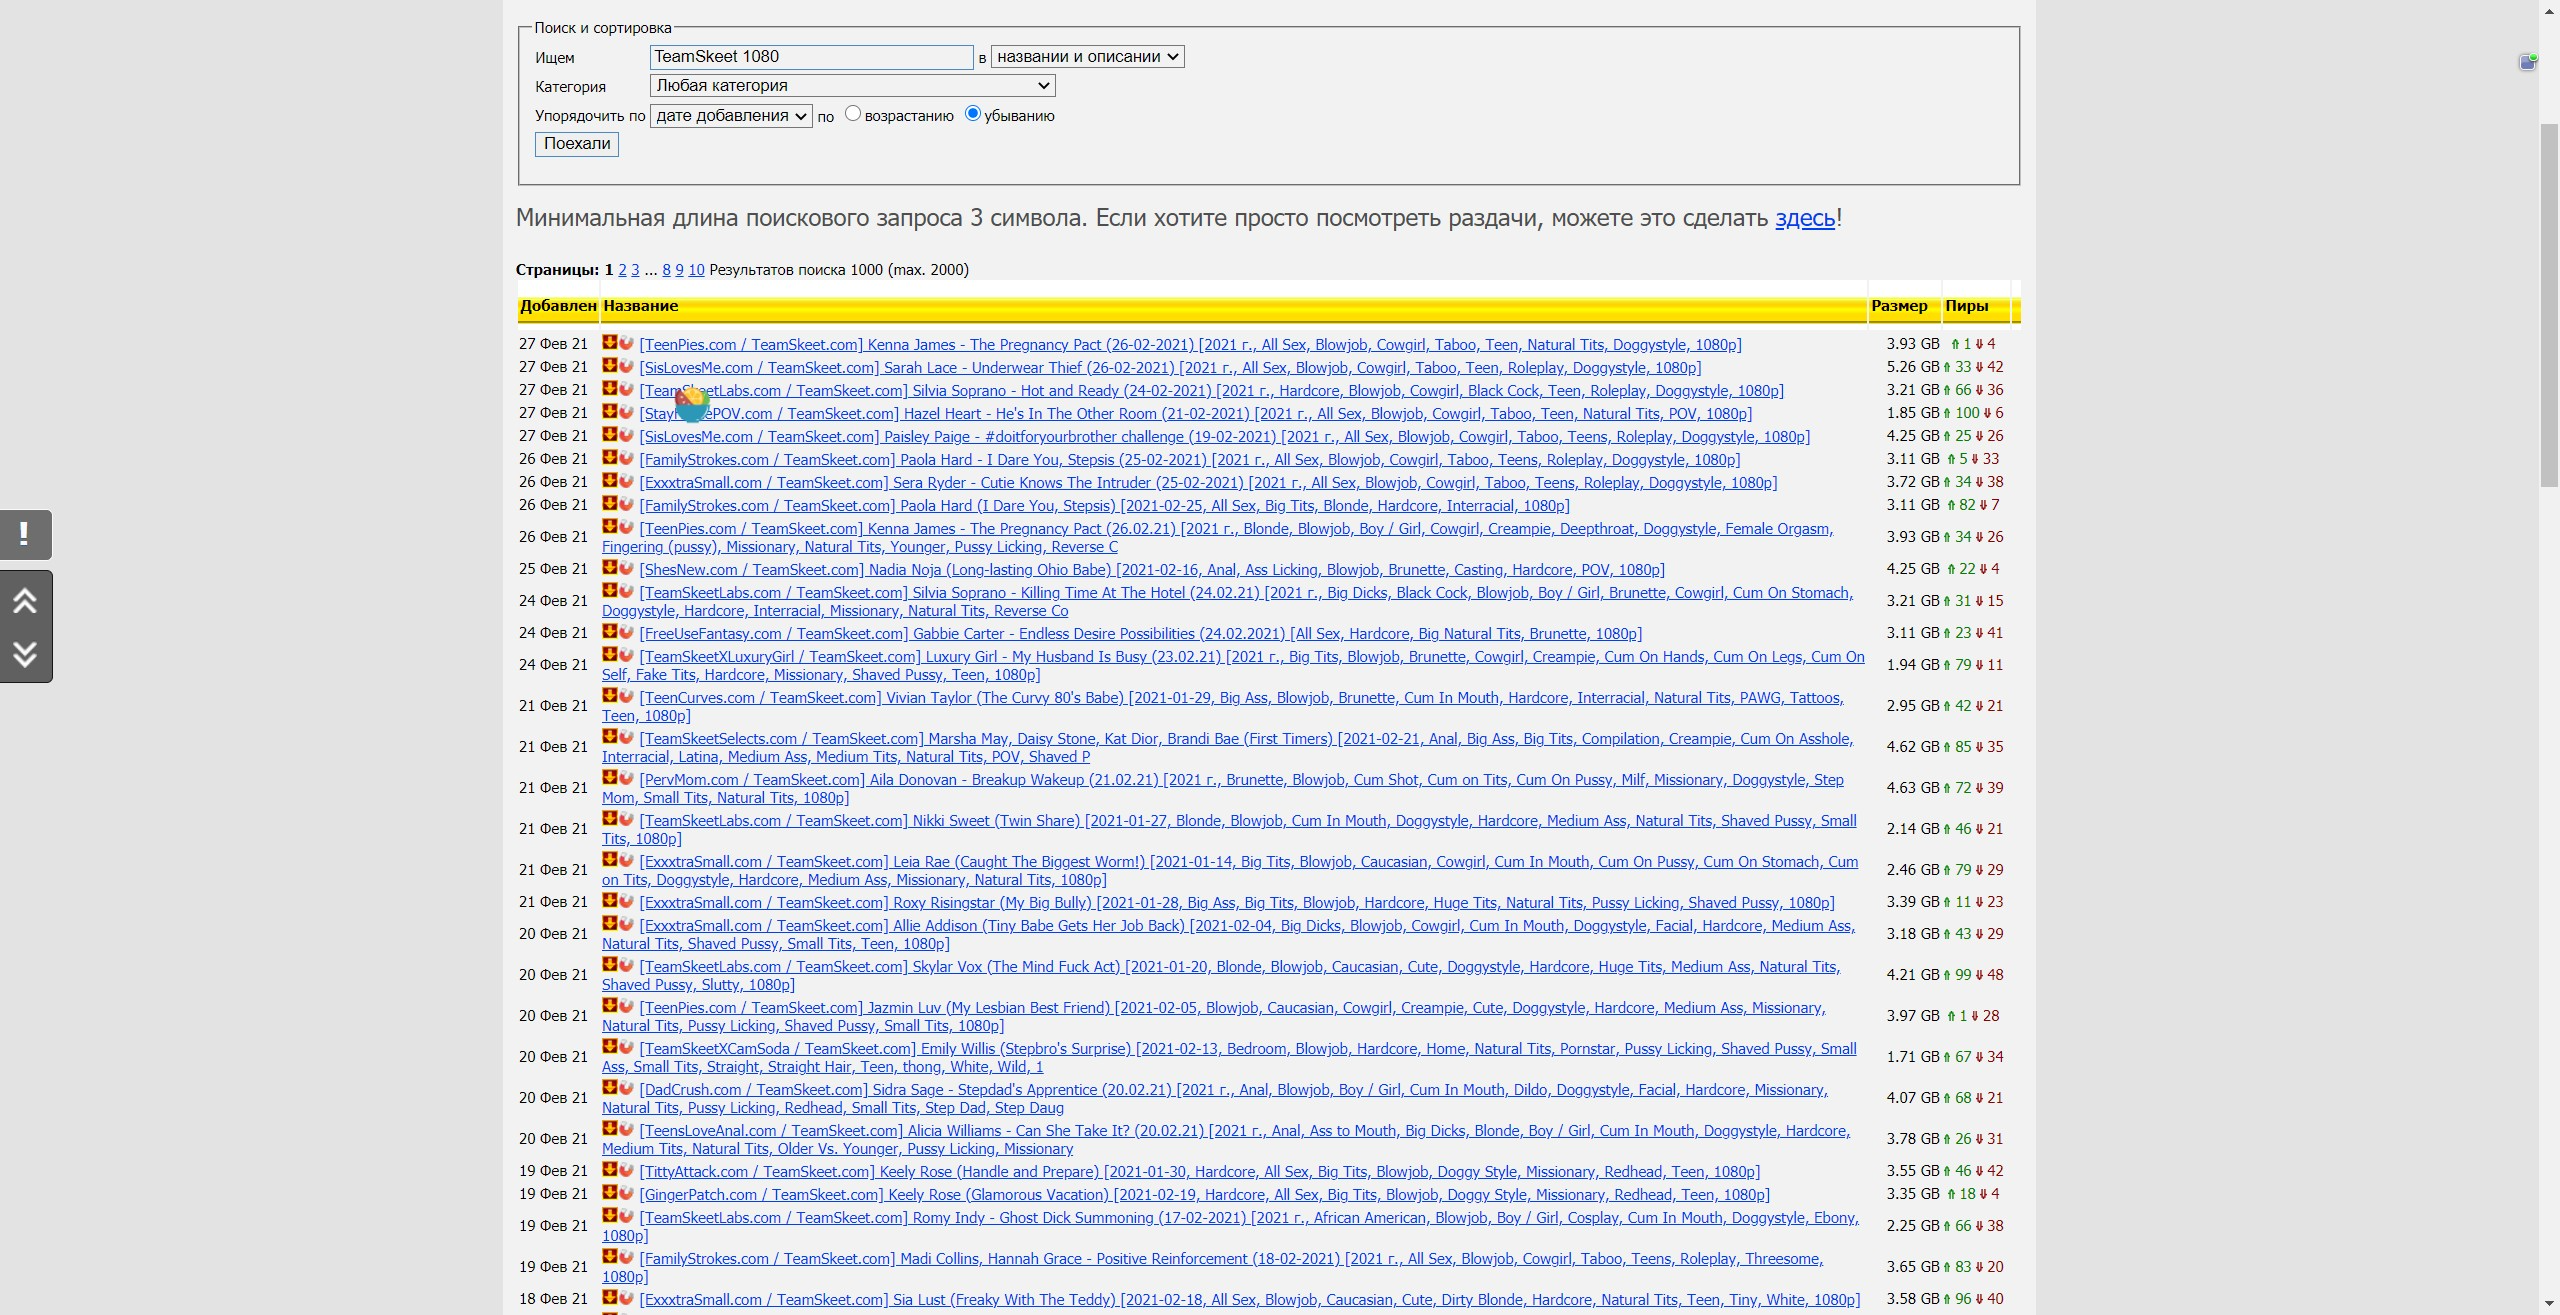 Поиск и сортировка
Ищем TeamSkeet 1080 в названии и описании
Категория Любая категория
Упорядочить по дате добавления по возрастанию убыванию
Поехали
Минимальная длина поискового запроса 3 символа. Если хотите просто посмотреть раздачи, можете это сделать здесь!
Страницы: 1 2 3 ... 8 9 10 Результатов поиска 1000 (max. 2000)
Добавлен Название Размер Пиры
27 Фев 21 [TeenPies.com / TeamSkeet.com] Kenna James - The Pregnancy Pact (26-02-2021) [2021 г., All Sex, Blowjob, Cowgirl, Taboo, Teen, Natural Tits, Doggystyle, 1080p] 3.93 GB 1 4
27 Фев 21 [SisLovesMe.com / TeamSkeet.com] Sarah Lace - Underwear Thief (26-02-2021) [2021 г., All Sex, Blowjob, Cowgirl, Taboo, Teen, Roleplay, Doggystyle, 1080p] 5.26 GB 33 42
27 Фев 21 [TeamSkeetLabs.com / TeamSkeet.com] Silvia Soprano - Hot and Ready (24-02-2021) [2021 г., Hardcore, Blowjob, Cowgirl, Black Cock, Teen, Roleplay, Doggystyle, 1080p] 3.21 GB 66 36
27 Фев 21 / TeamSkeet.com] Hazel Heart - He's In The Other Room (21-02-2021) [2021 г., All Sex, Blowjob, Cowgirl, Taboo, Teen, Natural Tits, POV, 1080p] 1.85 GB 100 6
27 Фев 21 [SisLovesMe.com / TeamSkeet.com] Paisley Paige - #doitforyourbrother challenge (19-02-2021) [2021 г., All Sex, Blowjob, Cowgirl, Taboo, Teens, Roleplay, Doggystyle, 1080p] 4.25 GB 25 26
26 Фев 21 [FamilyStrokes.com / TeamSkeet.com] Paola Hard - I Dare You, Stepsis (25-02-2021) [2021 г., All Sex, Blowjob, Cowgirl, Taboo, Teens, Roleplay, Doggystyle, 1080p] 3.11 GB 5 33
26 Фев 21 [ExxxtraSmall.com / TeamSkeet.com] Sera Ryder - Cutie Knows The Intruder (25-02-2021) [2021 г., All Sex, Blowjob, Cowgirl, Taboo, Teens, Roleplay, Doggystyle, 1080p] 3.72 GB 34 38
26 Фев 21 [FamilyStrokes.com / TeamSkeet.com] Paola Hard (I Dare You, Stepsis) [2021-02-25, All Sex, Big Tits, Blonde, Hardcore, Interracial, 1080p] 3.11 GB 82 7
26 Фев 21 [TeenPies.com / TeamSkeet.com] Kenna James - The Pregnancy Pact (26.02.21) [2021 г., Blonde, Blowjob, Boy / Girl, Cowgirl, Creampie, Deepthroat, Doggystyle, Female Orgasm,
Fingering (pussy), Missionary, Natural Tits, Younger, Pussy Licking, Reverse C 3.93 GB 34 26
25 Фев 21 [ShesNew.com / TeamSkeet.com] Nadia Noja (Long-lasting Ohio Babe) [2021-02-16, Anal, Ass Licking, Blowjob, Brunette, Casting, Hardcore, POV, 1080p] 4.25 GB 22 4
24 Фев 21 [TeamSkeetLabs.com / TeamSkeet.com] Silvia Soprano - Killing Time At The Hotel (24.02.21) [2021 г., Big Dicks, Black Cock, Blowjob, Boy / Girl, Brunette, Cowgirl, Cum On Stomach,
Doggystyle, Hardcore, Interracial, Missionary, Natural Tits, Reverse Co 3.21 GB 31 15
24 Фев 21 [FreeUseFantasy.com / TeamSkeet.com] Gabbie Carter - Endless Desire Possibilities (24.02.2021) [All Sex, Hardcore, Big Natural Tits, Brunette, 1080p] 3.11 GB 23 41
24 Фев 21 [TeamSkeetXLuxuryGirl / TeamSkeet.com] Luxury Girl - My Husband Is Busy (23.02.21) [2021 г., Big Tits, Blowjob, Brunette, Cowgirl, Creampie, Cum On Hands, Cum On Legs, Cum On
Self, Fake Tits, Hardcore, Missionary, Shaved Pussy, Teen, 1080p] 1.94 GB 79 11
21 Фев 21 [TeenCurves.com / TeamSkeet.com] Vivian Taylor (The Curvy 80's Babe) [2021-01-29, Big Ass, Blowjob, Brunette, Cum In Mouth, Hardcore, Interracial, Natural Tits, PAWG, Tattoos,
Teen, 1080p] 2.95 GB 42 21
21 Фев 21 [TeamSkeetSelects.com / TeamSkeet.com] Marsha May, Daisy Stone, Kat Dior, Brandi Bae (First Timers) [2021-02-21, Anal, Big Ass, Big Tits, Compilation, Creampie, Cum On Asshole,
Interracial, Latina, Medium Ass, Medium Tits, Natural Tits, POV, Shaved P 4.62 GB 85 35
21 Фев 21 [PervMom.com / TeamSkeet.com] Aila Donovan - Breakup Wakeup (21.02.21) [2021 г., Brunette, Blowjob, Cum Shot, Cum on Tits, Cum On Pussy, Milf, Missionary, Doggystyle, Step
Mom, Small Tits, Natural Tits, 1080p] 4.63 GB 72 39
21 Фев 21 [TeamSkeetLabs.com / TeamSkeet.com] Nikki Sweet (Twin Share) [2021-01-27, Blonde, Blowjob, Cum In Mouth, Doggystyle, Hardcore, Medium Ass, Natural Tits, Shaved Pussy, Small
Tits, 1080p] 2.14 GB 46 21
21 Фев 21 [ExxxtraSmall.com / TeamSkeet.com] Leia Rae (Caught The Biggest Worm!) [2021-01-14, Big Tits, Blowjob, Caucasian, Cowgirl, Cum In Mouth, Cum On Pussy, Cum On Stomach, Cum
on Tits, Doggystyle, Hardcore, Medium Ass, Missionary, Natural Tits, 1080p] 2.46 GB 79 29
21 Фев 21 [ExxxtraSmall.com / TeamSkeet.com] Roxy Risingstar (My Big Bully) [2021-01-28, Big Ass, Big Tits, Blowjob, Hardcore, Huge Tits, Natural Tits, Pussy Licking, Shaved Pussy, 1080p] 3.39 GB 11 23
20 Фев 21 [ExxxtraSmall.com / TeamSkeet.com] Allie Addison (Tiny Babe Gets Her Job Back) [2021-02-04, Big Dicks, Blowjob, Cowgirl, Cum In Mouth, Doggystyle, Facial, Hardcore, Medium Ass,
Natural Tits, Shaved Pussy, Small Tits, Teen, 1080p] 3.18 GB 43 29
20 Фев 21 [TeamSkeetLabs.com / TeamSkeet.com] Skylar Vox (The Mind Fuck Act) [2021-01-20, Blonde, Blowjob, Caucasian, Cute, Doggystyle, Hardcore, Huge Tits, Medium Ass, Natural Tits,
Shaved Pussy, Slutty, 1080p] 4.21 GB 99 48
20 Фев 21 [TeenPies.com / TeamSkeet.com] Jazmin Luv (My Lesbian Best Friend) [2021-02-05, Blowjob, Caucasian, Cowgirl, Creampie, Cute, Doggystyle, Hardcore, Medium Ass, Missionary,
Natural Tits, Pussy Licking, Shaved Pussy, Small Tits, 1080p] 3.97 GB 1 28
20 Фев 21 [TeamSkeetXCamSoda / TeamSkeet.com] Emily Willis (Stepbro's Surprise) [2021-02-13, Bedroom, Blowjob, Hardcore, Home, Natural Tits, Pornstar, Pussy Licking, Shaved Pussy, Small
Ass, Small Tits, Straight, Straight Hair, Teen, thong, White, Wild, 1 1.71 GB 67 34
20 Фев 21 [DadCrush.com / TeamSkeet.com] Sidra Sage - Stepdad's Apprentice (20.02.21) [2021 г., Anal, Blowjob, Boy / Girl, Cum In Mouth, Dildo, Doggystyle, Facial, Hardcore, Missionary,
Natural Tits, Pussy Licking, Redhead, Small Tits, Step Dad, Step Daug 4.07 GB 68 21
20 Фев 21 [TeensLoveAnal.com / TeamSkeet.com] Alicia Williams - Can She Take It? (20.02.21) [2021 г., Anal, Ass to Mouth, Big Dicks, Blonde, Boy / Girl, Cum In Mouth, Doggystyle, Hardcore,
Medium Tits, Natural Tits, Older Vs. Younger, Pussy Licking, Missionary 3.78 GB 26 31
19 Фев 21 [TittyAttack.com / TeamSkeet.com] Keely Rose (Handle and Prepare) [2021-01-30, Hardcore, All Sex, Big Tits, Blowjob, Doggy Style, Missionary, Redhead, Teen, 1080p] 3.55 GB 46 42
19 Фев 21 [GingerPatch.com / TeamSkeet.com] Keely Rose (Glamorous Vacation) [2021-02-19, Hardcore, All Sex, Big Tits, Blowjob, Doggy Style, Missionary, Redhead, Teen, 1080p] 3.35 GB 18 4
19 Фев 21 [TeamSkeetLabs.com / TeamSkeet.com] Romy Indy - Ghost Dick Summoning (17-02-2021) [2021 г., African American, Blowjob, Boy / Girl, Cosplay, Cum In Mouth, Doggystyle, Ebony,
1080p] 2.25 GB 66 38
19 Фев 21 [FamilyStrokes.com / TeamSkeet.com] Madi Collins, Hannah Grace - Positive Reinforcement (18-02-2021) [2021 г., All Sex, Blowjob, Cowgirl, Taboo, Teens, Roleplay, Threesome,
1080p] 3.65 GB 83 20
18 Фев 21 [ExxxtraSmall.com / TeamSkeet.com] Sia Lust (Freaky With The Teddy) [2021-02-18, All Sex, Blowjob, Caucasian, Cute, Dirty Blonde, Hardcore, Natural Tits, Teen, Tiny, White, 1080p] 3.58 GB 96 40